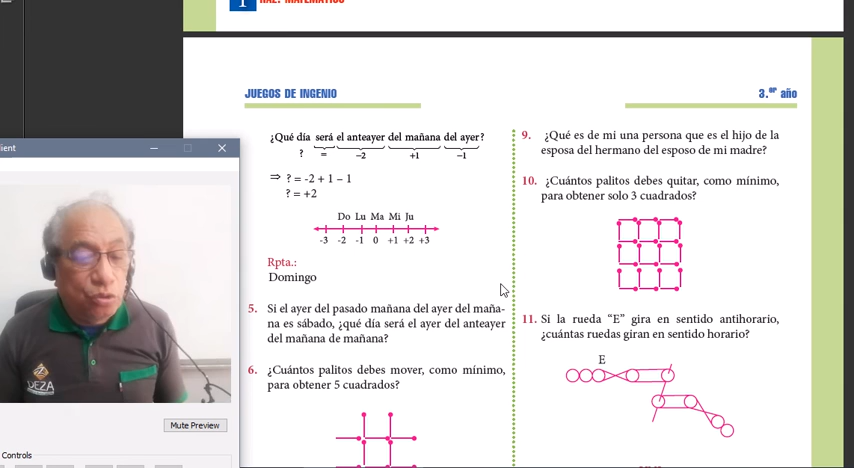 1 RAZ. MATEMÁTICO
JUEGOS DE INGENIO
3.er año
¿Qué día será el anteayer del mañana del ayer?
? = -2 +1 -1
⇒ ? = -2 + 1 – 1
? = +2
Do Lu Ma Mi Ju
-3 -2 -1 0 +1 +2 +3
Rpta.:
Domingo
5. Si el ayer del pasado mañana del ayer del maña-
na es sábado, ¿qué día será el ayer del anteayer
del mañana de mañana?
6. ¿Cuántos palitos debes mover, como mínimo,
para obtener 5 cuadrados?
9. ¿Qué es de mi una persona que es el hijo de la
esposa del hermano del esposo de mi madre?
10. ¿Cuántos palitos debes quitar, como mínimo,
para obtener solo 3 cuadrados?
11. Si la rueda “E” gira en sentido antihorario,
¿cuántas ruedas giran en sentido horario?
E
ient
DEZA
Mute Preview
Controls